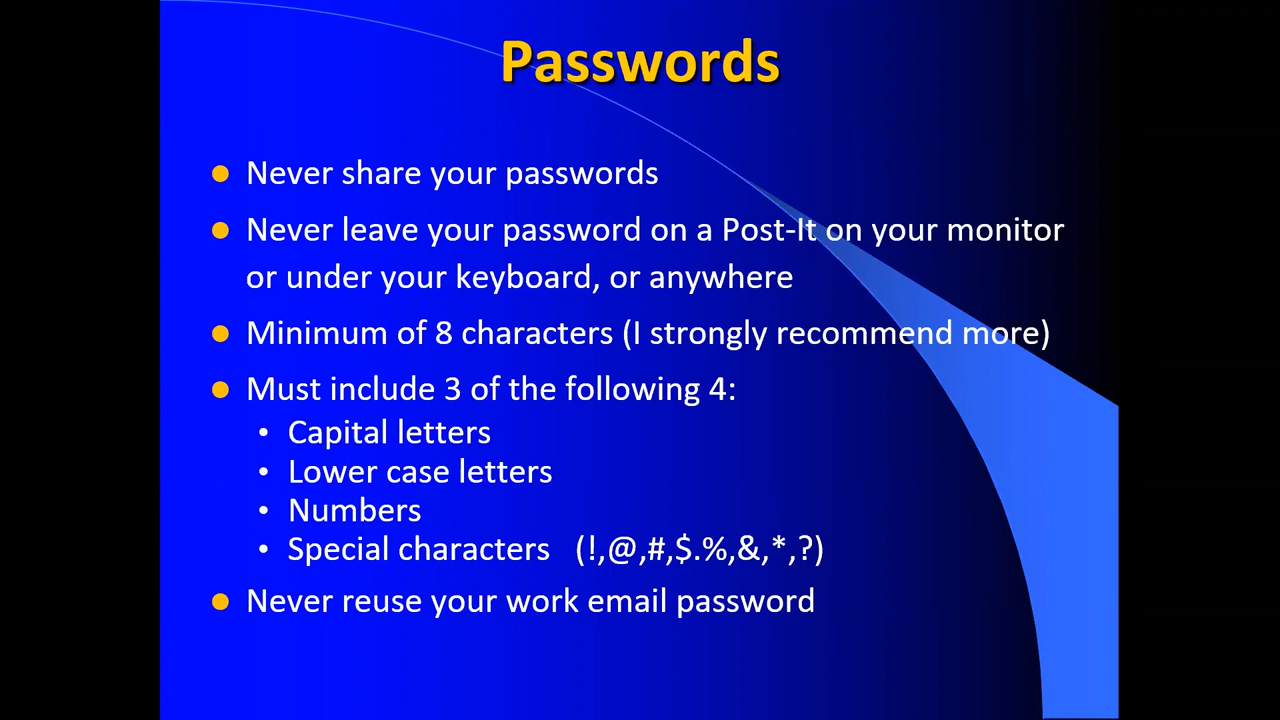 Passwords
Never share your passwords
Never leave your password on a Post-It on your monitor
or under your keyboard, or anywhere
Minimum of 8 characters (I strongly recommend more)
Must include 3 of the following 4:
• Capital letters
• Lower case letters
• Numbers
• Special characters (!,@,#,$.%,&,*,?)
Never reuse your work email password